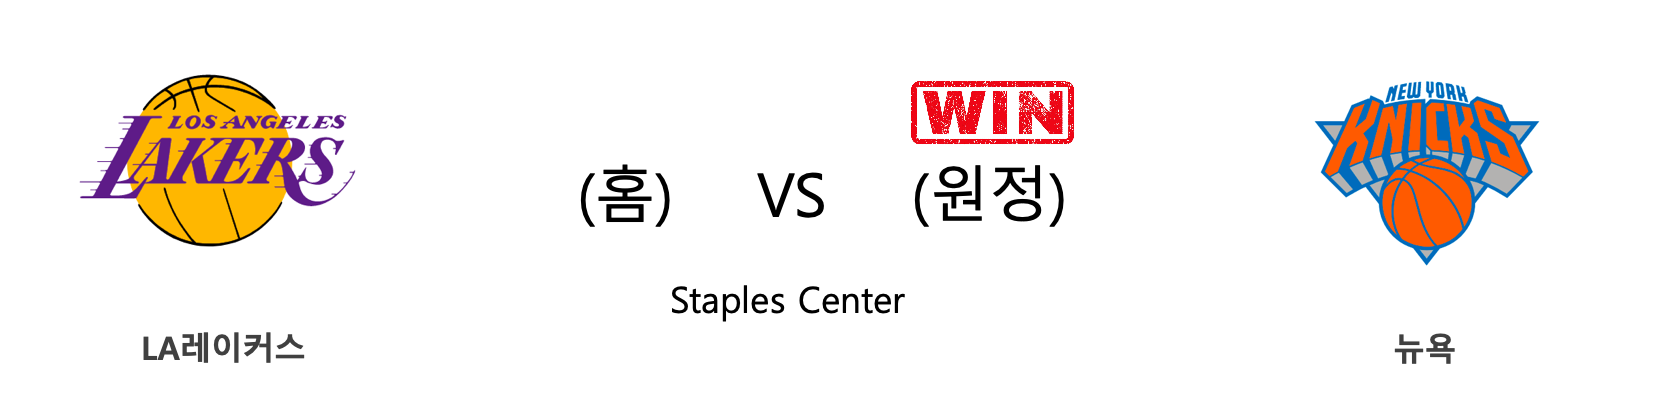 LOS ANGELES
LAKERS
WIN
(홈) VS (원정)
Staples Center
NEW YORK
KNICKS
LA레이커스
뉴욕